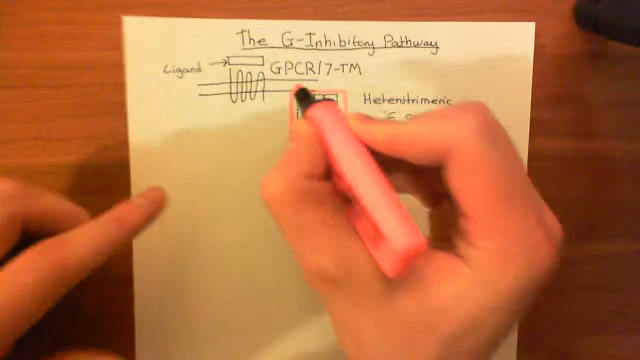 The G-Inhibitory Pathway
Ligand
GPCR/7-TM
Heterotrimeric